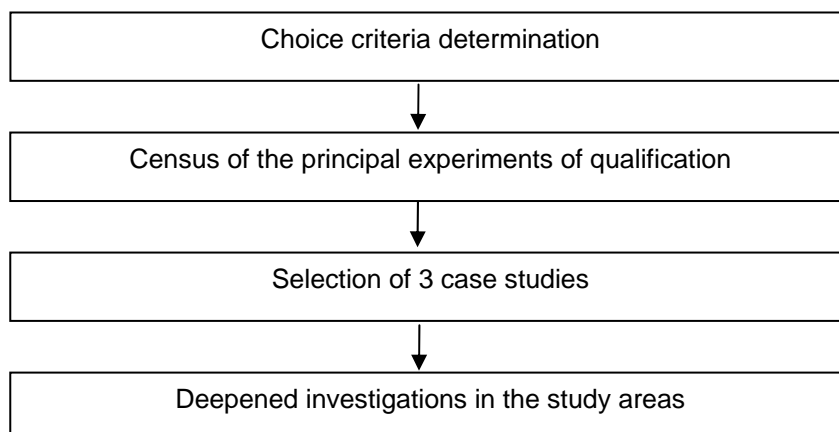 Choice criteria determination
Census of the principal experiments of qualification
Selection of 3 case studies
Deepened investigations in the study areas